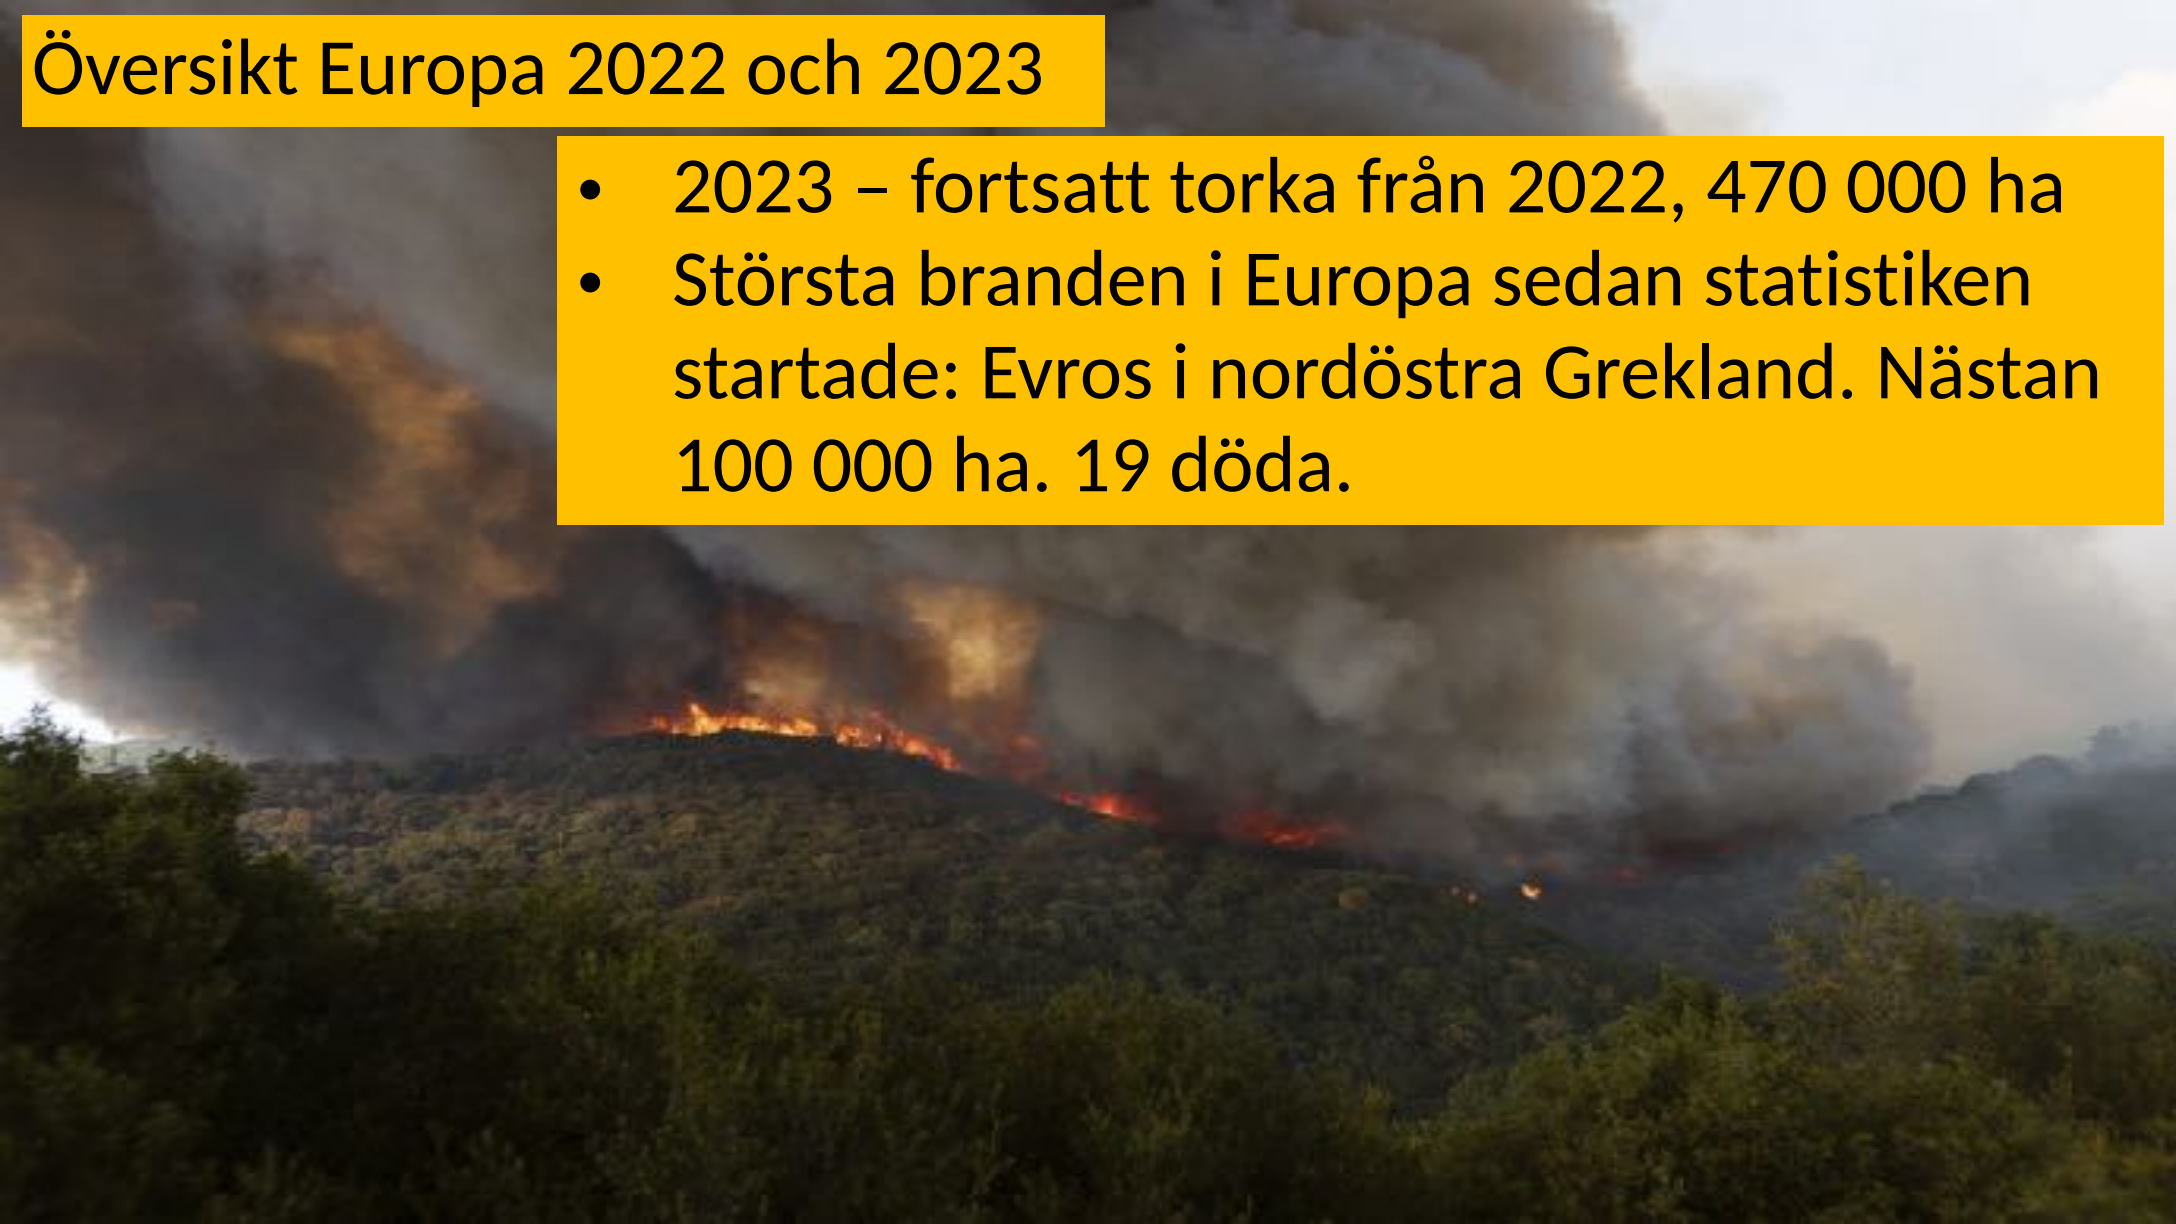 Översikt Europa 2022 och 2023
• 2023 – fortsatt torka från 2022, 470 000 ha
• Största branden i Europa sedan statistiken
startade: Evros i nordöstra Grekland. Nästan
100 000 ha. 19 döda.